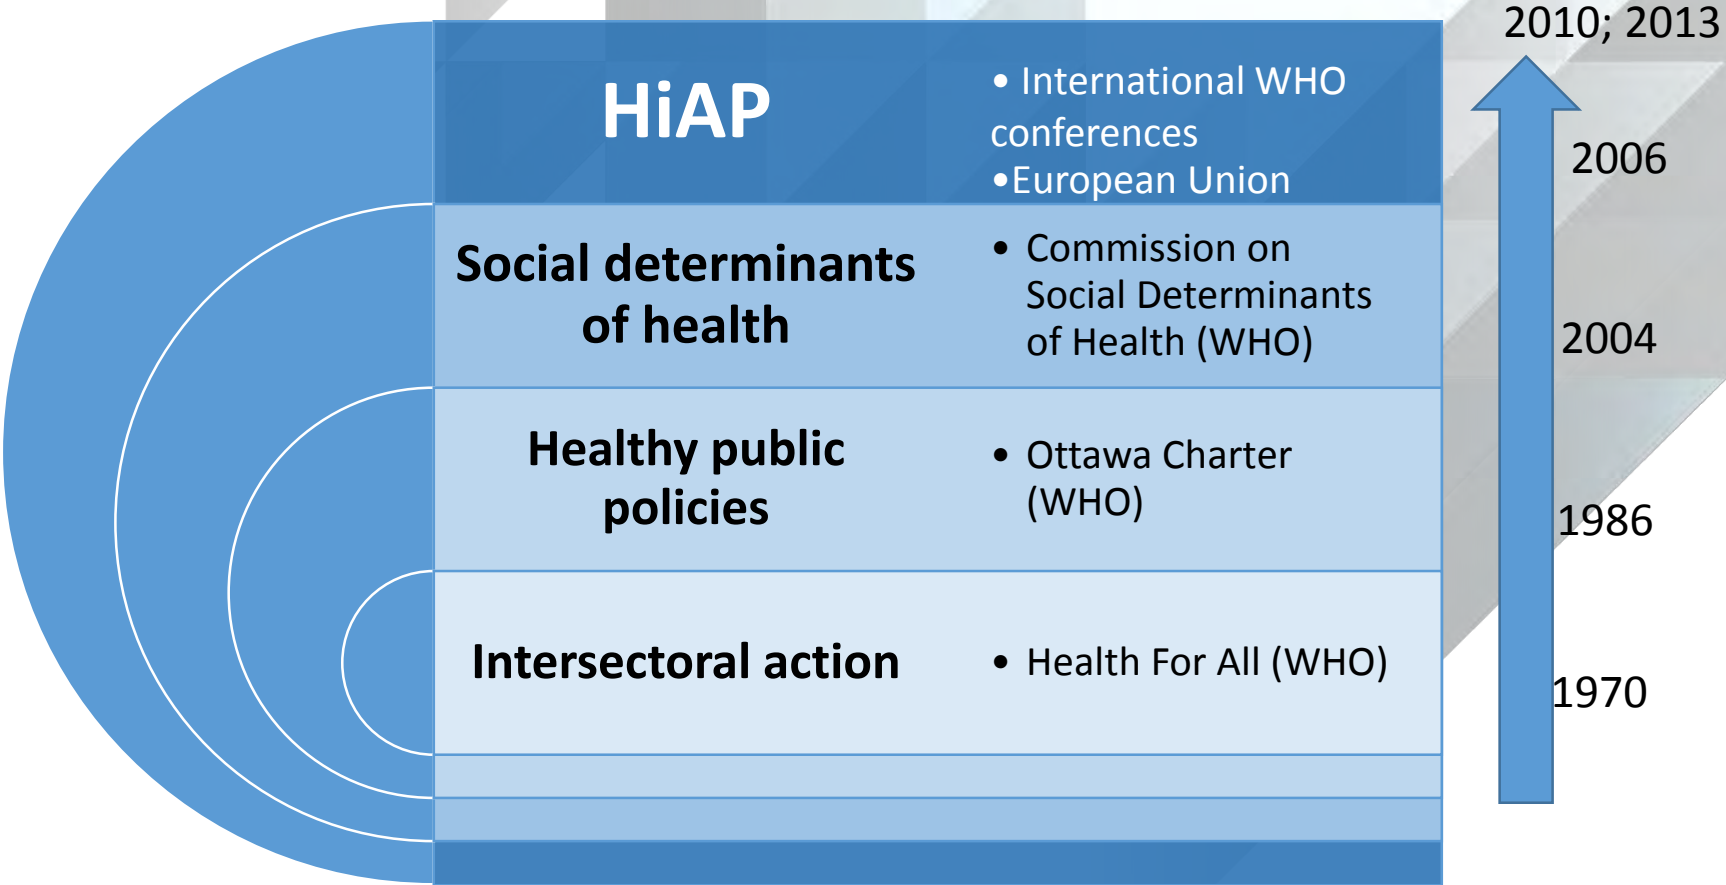 2010; 2013
HiAP
• International WHO
conferences
•European Union
2006
Social determinants
of health
• Commission on
Social Determinants
of Health (WHO)
2004
Healthy public
policies
• Ottawa Charter
(WHO)
1986
Intersectoral action
• Health For All (WHO)
1970